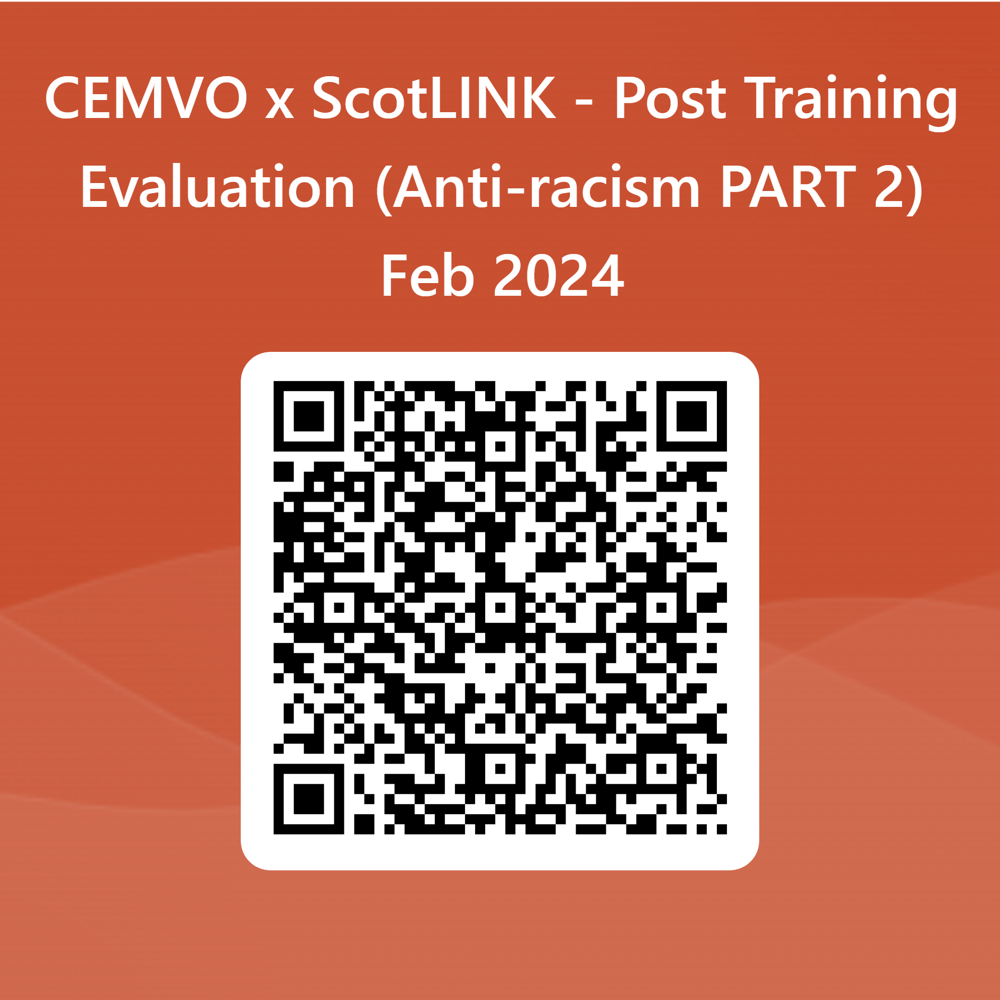 CEMVO x ScotLINK - Post Training
Evaluation (Anti-racism PART 2)
Feb 2024